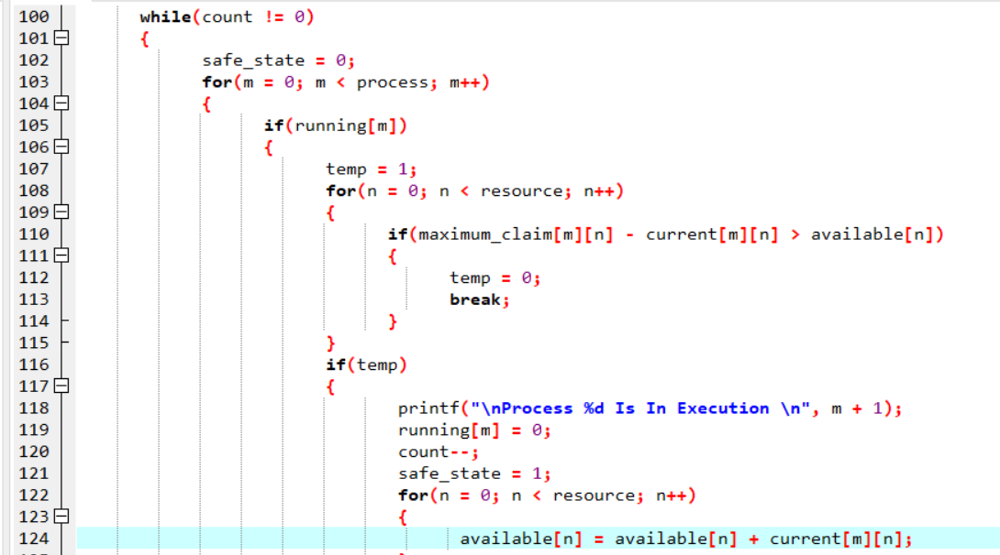 100 while(count != 0)
101 {
102 safe_state = 0;
103 for(m = 0; m < process; m++)
104 {
105 if(running[m])
106 {
107 temp = 1;
108 for(n = 0; n < resource; n++)
109 {
110 if(maximum_claim[m][n] - current[m][n] > available[n])
111 {
112 temp = 0;
113 break;
114 }
115 }
116 if(temp)
117 {
118 printf("\nProcess %d Is In Execution \n", m + 1);
119 running[m] = 0;
120 count--;
121 safe_state = 1;
122 for(n = 0; n < resource; n++)
123 {
124 available[n] = available[n] + current[m][n];